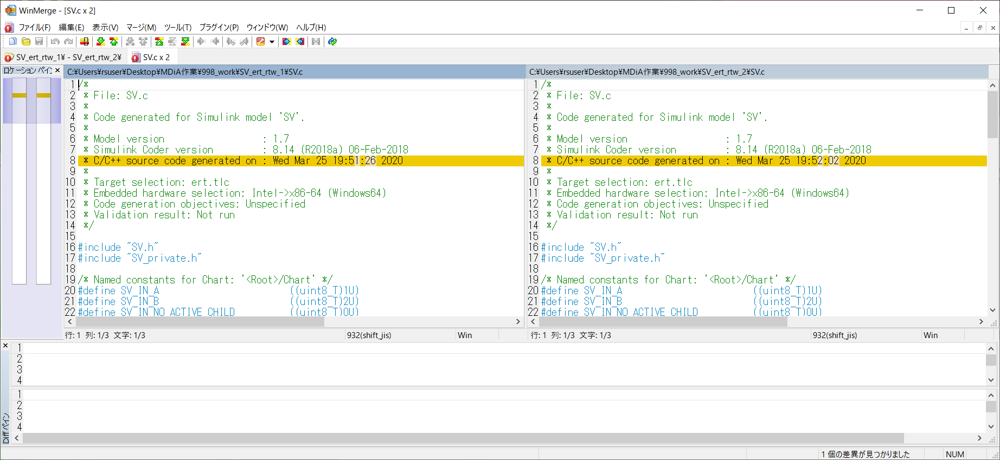 WinMerge - [SV.c x 2]
ファイル(F) 編集(E) 表示(V) マージ(M) ツール(T) プラグイン(P) ウィンドウ(W) ヘルプ(H)
SV_ert_rtw_1¥ - SV_ert_rtw_2¥ SV.c x 2
ロケーション ペイン
C:¥Users¥rsuser¥Desktop¥MDiA作業¥998_work¥SV_ert_rtw_1¥SV.c
1 /*
2 * File: SV.c
3 *
4 * Code generated for Simulink model 'SV'.
5 *
6 * Model version : 1.7
7 * Simulink Coder version : 8.14 (R2018a) 06-Feb-2018
8 * C/C++ source code generated on : Wed Mar 25 19:51:26 2020
9 *
10 * Target selection: ert.tlc
11 * Embedded hardware selection: Intel->x86-64 (Windows64)
12 * Code generation objectives: Unspecified
13 * Validation result: Not run
14 */
15
16 #include "SV.h"
17 #include "SV_private.h"
18
19 /* Named constants for Chart: '<Root>/Chart' */
20 #define SV_IN_A ((uint8_T)1U)
21 #define SV_IN_B ((uint8_T)2U)
22 #define SV_IN_NO_ACTIVE_CHILD ((uint8_T)0U)
行: 1 列: 1/3 文字: 1/3 932(shift_jis) Win
C:¥Users¥rsuser¥Desktop¥MDiA作業¥998_work¥SV_ert_rtw_2¥SV.c
1 /*
2 * File: SV.c
3 *
4 * Code generated for Simulink model 'SV'.
5 *
6 * Model version : 1.7
7 * Simulink Coder version : 8.14 (R2018a) 06-Feb-2018
8 * C/C++ source code generated on : Wed Mar 25 19:52:02 2020
9 *
10 * Target selection: ert.tlc
11 * Embedded hardware selection: Intel->x86-64 (Windows64)
12 * Code generation objectives: Unspecified
13 * Validation result: Not run
14 */
15
16 #include "SV.h"
17 #include "SV_private.h"
18
19 /* Named constants for Chart: '<Root>/Chart' */
20 #define SV_IN_A ((uint8_T)1U)
21 #define SV_IN_B ((uint8_T)2U)
22 #define SV_IN_NO_ACTIVE_CHILD ((uint8_T)0U)
行: 1 列: 1/3 文字: 1/3 932(shift_jis) Win
Diff ペイン
1
2
3
4
1
2
3
4
1 個の差異が見つかりました NUM